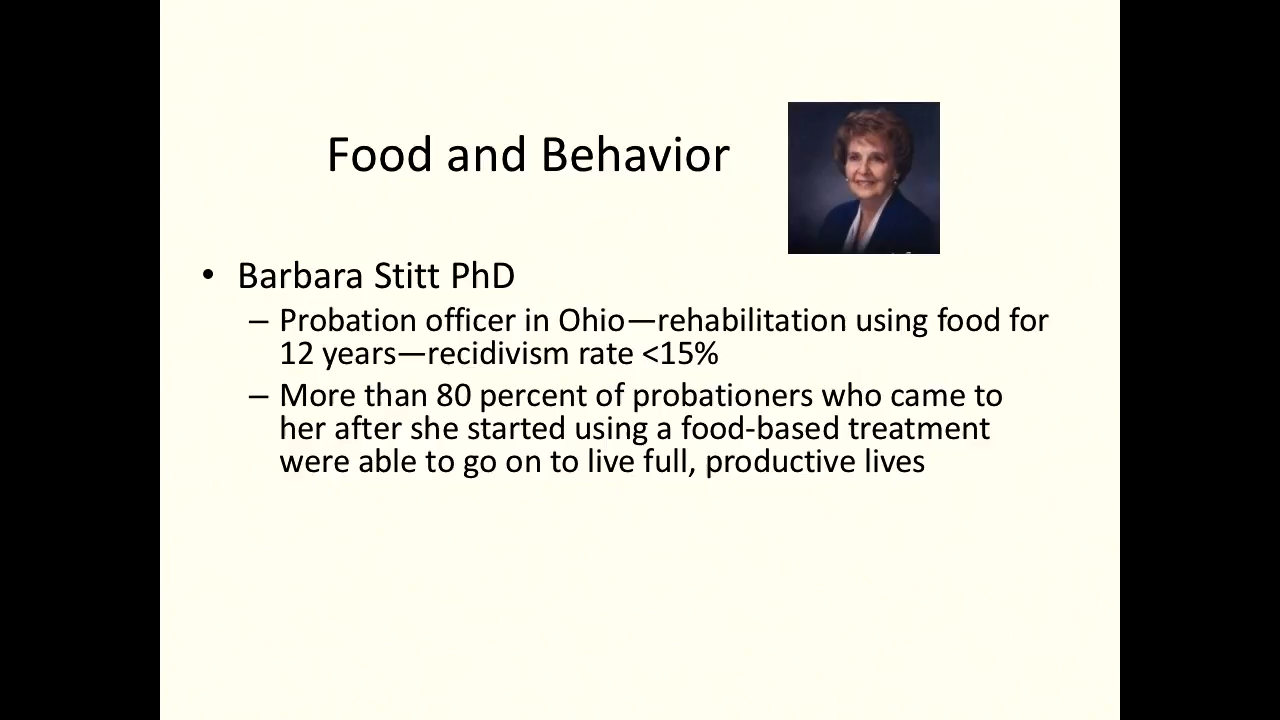 Food and Behavior
• Barbara Stitt PhD
– Probation officer in Ohio—rehabilitation using food for
12 years—recidivism rate <15%
– More than 80 percent of probationers who came to
her after she started using a food-based treatment
were able to go on to live full, productive lives